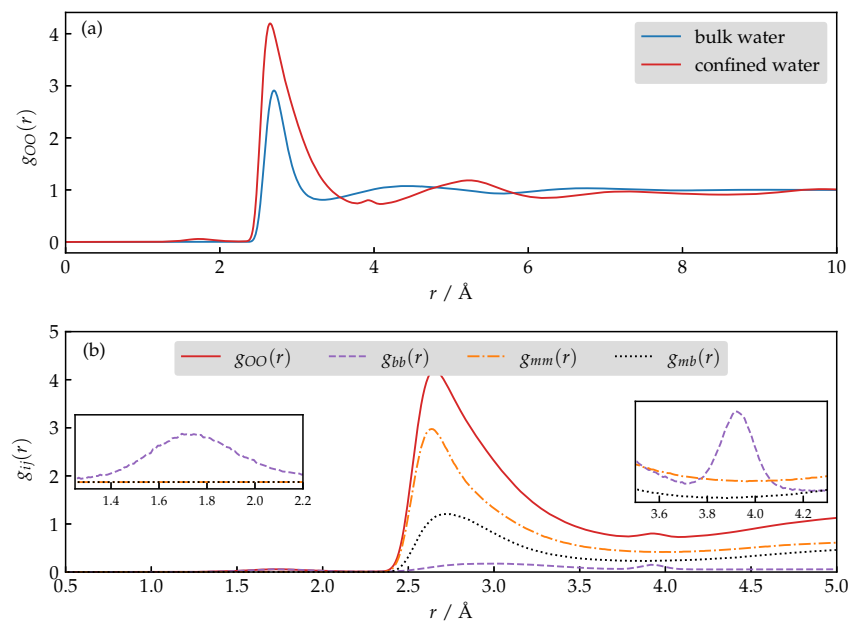 (a)
bulk water
confined water
g_OO(r)
4
3
2
1
0
0 2 4 6 8 10
r / Å
(b)
g_OO(r) g_bb(r) g_mm(r) g_mb(r)
g_ij(r)
5
4
3
2
1
0
1.4 1.6 1.8 2.0 2.2
3.6 3.8 4.0 4.2
0.5 1.0 1.5 2.0 2.5 3.0 3.5 4.0 4.5 5.0
r / Å